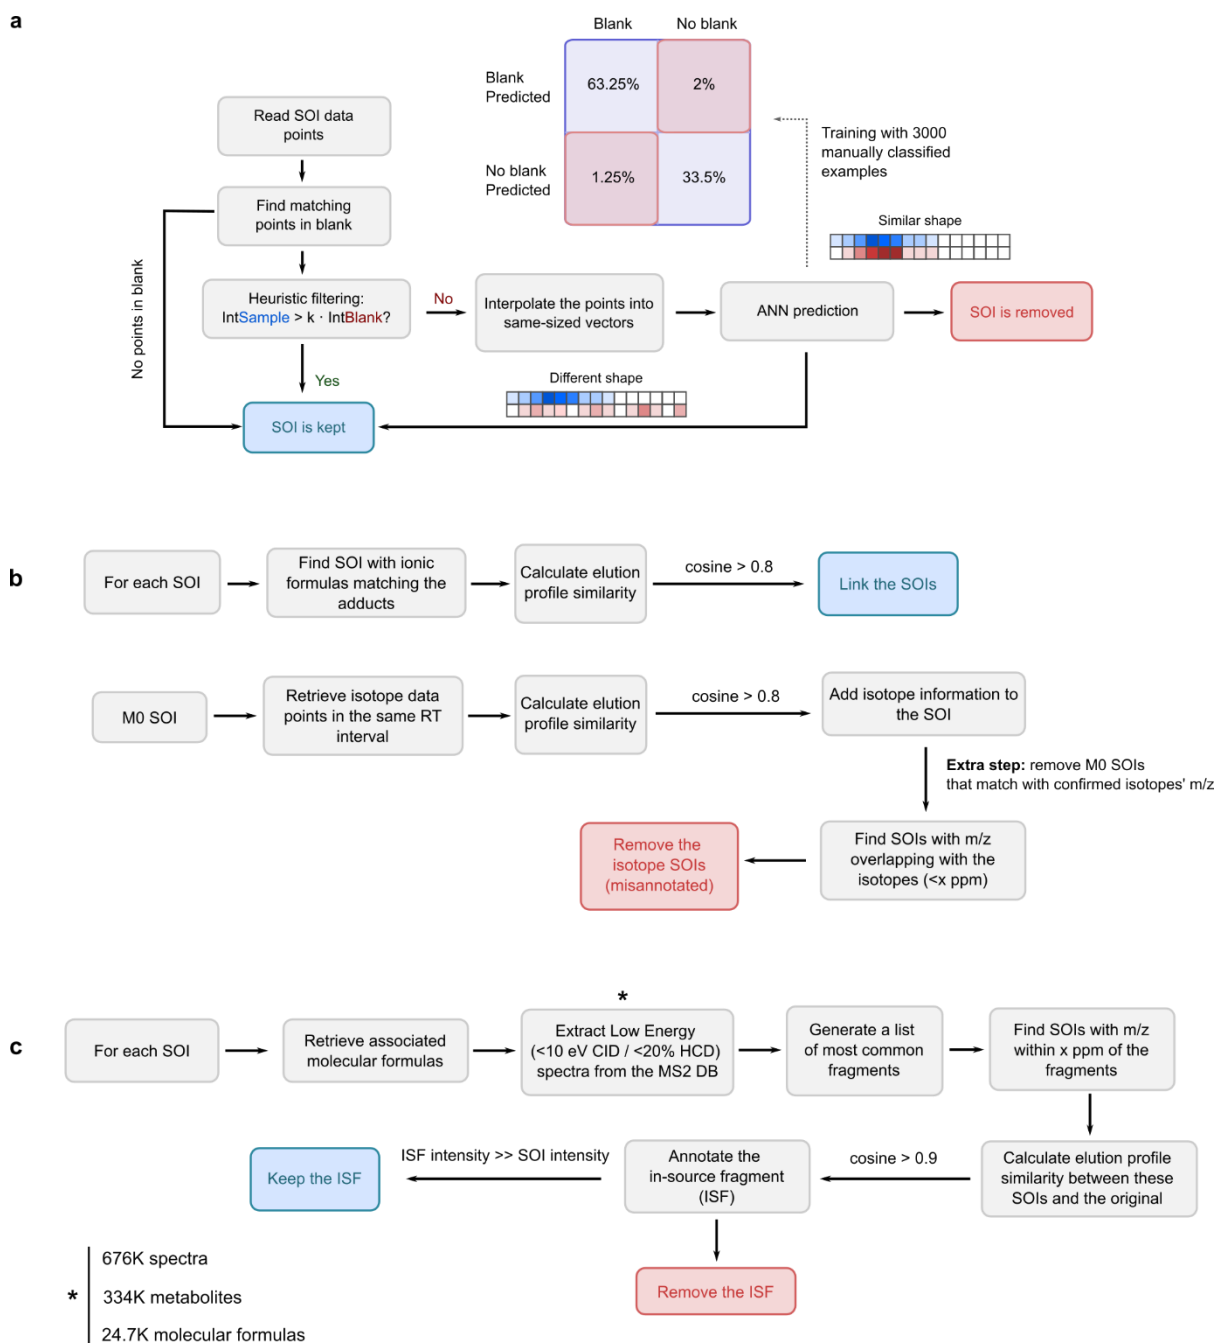 a
Blank
No blank
Blank
Predicted
63.25%
2%
No blank
Predicted
1.25%
33.5%
Training with 3000
manually classified
examples
Read SOI data
points
Find matching
points in blank
No points in blank
Heuristic filtering:
IntSample > k · IntBlank?
No
Yes
Interpolate the points into
same-sized vectors
ANN prediction
Similar shape
SOI is removed
Different shape
SOI is kept
b
For each SOI
Find SOI with ionic
formulas matching the
adducts
Calculate elution
profile similarity
cosine > 0.8
Link the SOIs
M0 SOI
Retrieve isotope data
points in the same RT
interval
Calculate elution
profile similarity
cosine > 0.8
Add isotope information to
the SOI
Extra step: remove M0 SOIs
that match with confirmed isotopes' m/z
Find SOIs with m/z
overlapping with the
isotopes (<x ppm)
Remove the
isotope SOIs
(misannotated)
c
For each SOI
Retrieve associated
molecular formulas
*
Extract Low Energy
(<10 eV CID / <20% HCD)
spectra from the MS2 DB
Generate a list
of most common
fragments
Find SOIs with m/z
within x ppm of the
fragments
Calculate elution profile
similarity between these
SOIs and the original
cosine > 0.9
Annotate the
in-source fragment
(ISF)
ISF intensity >> SOI intensity
Keep the ISF
Remove the ISF
*
676K spectra
334K metabolites
24.7K molecular formulas